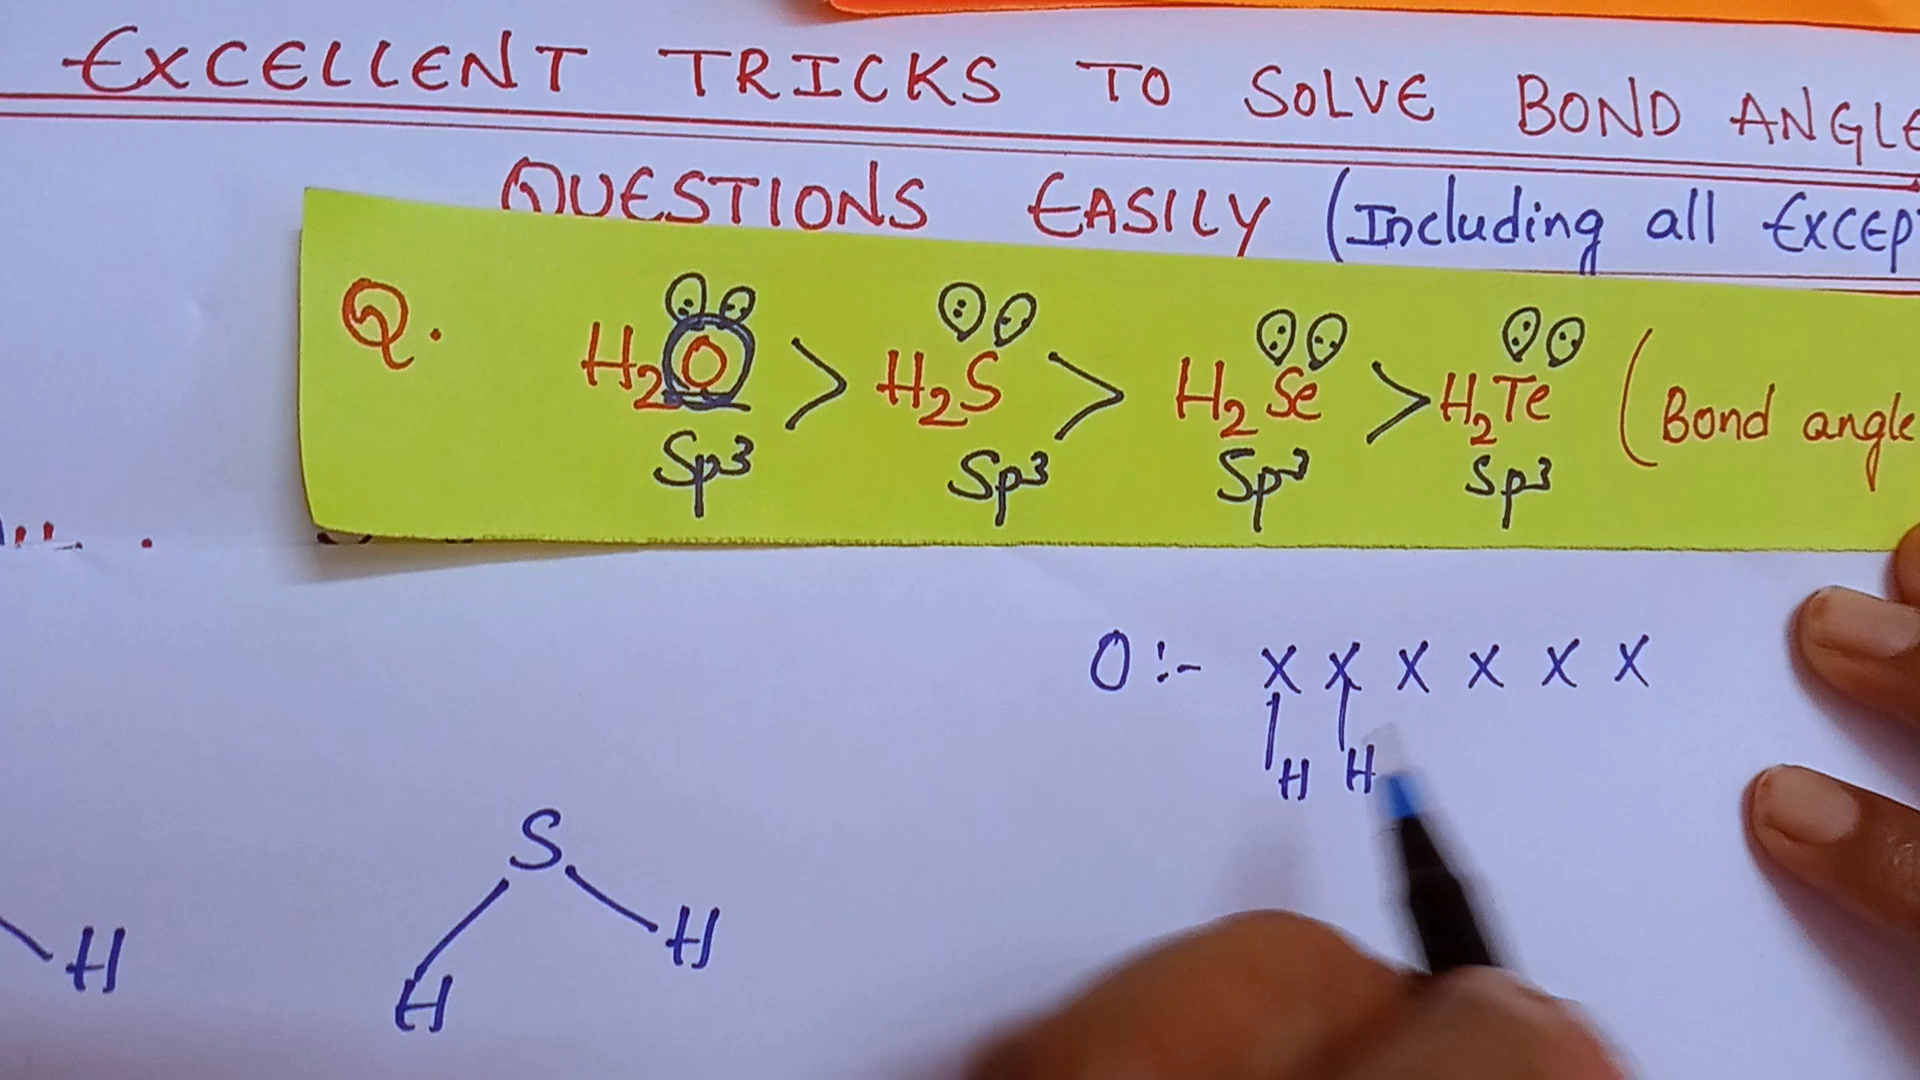 EXCELLENT TRICKS TO SOLVE BOND ANGLE
QUESTIONS EASILY (Including all EXCEP
Q. H₂O > H₂S > H₂Se > H₂Te (Bond angle
Sp³ Sp³ Sp³ Sp³
O :- X X X X X X
H H
S
H H
H